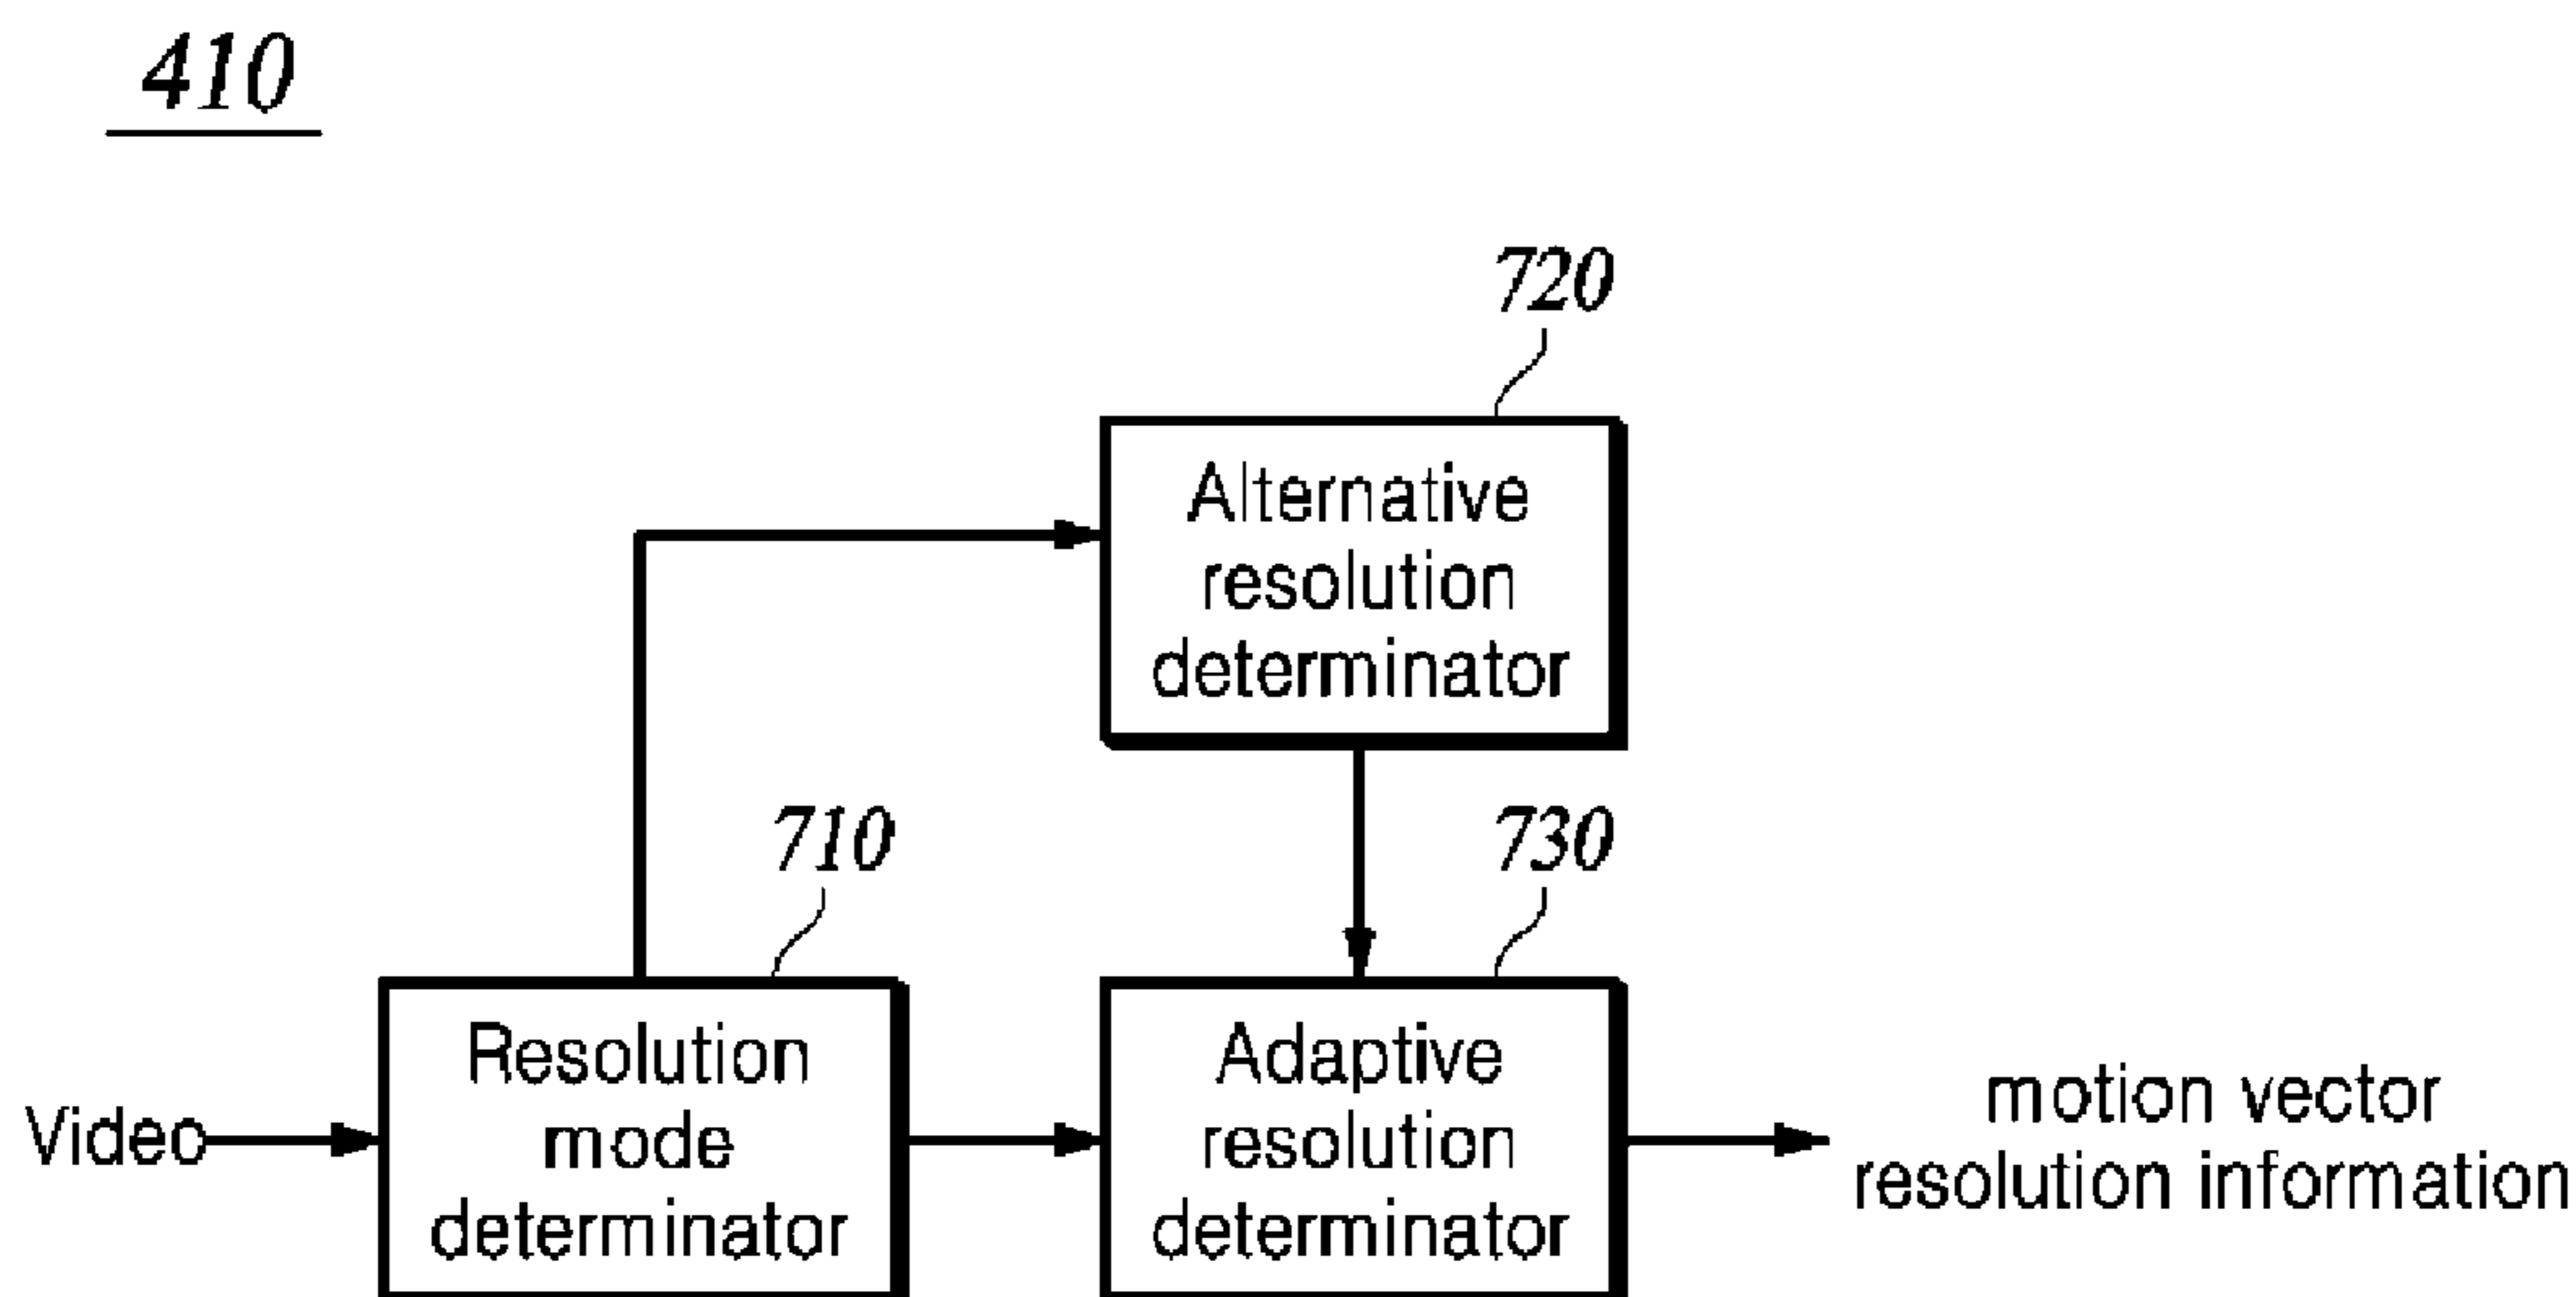 410
720
Alternative
resolution
determinator
710
730
Video
Resolution
mode
determinator
Adaptive
resolution
determinator
motion vector
resolution information